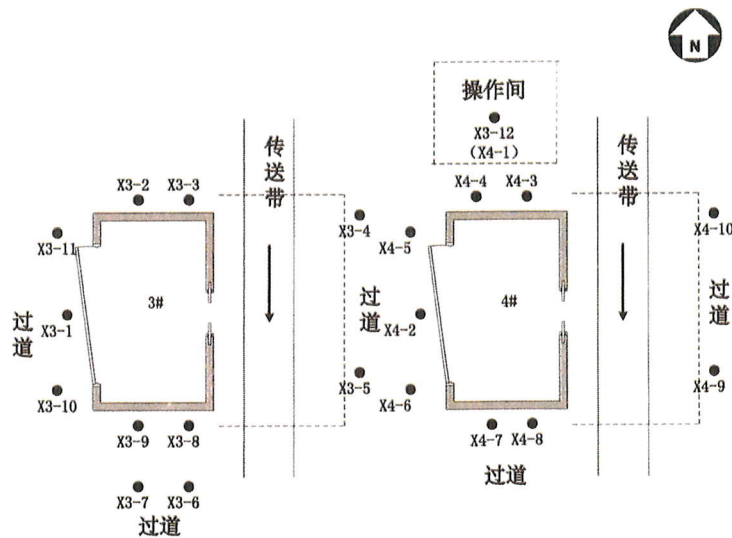 N
操作间
X3-12
(X4-1)
传送带
传送带
X3-2
X3-3
X4-4
X4-3
X3-11
X3-4
X4-5
X4-10
3#
4#
过道
X3-1
过道
X4-2
过道
X3-10
X3-5
X4-6
X4-9
X3-9
X3-8
X4-7
X4-8
过道
X3-7
X3-6
过道